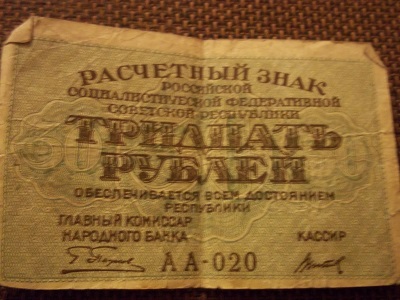 РАСЧЕТНЫЙ ЗНАК
РОССИЙСКОЙ
СОЦИАЛИСТИЧЕСКОЙ ФЕДЕРАТИВНОЙ
СОВЕТСКОЙ РЕСПУБЛИКИ
ТРИДЦАТЬ
РУБЛЕЙ
ОБЕСПЕЧИВАЕТСЯ ВСЕМ ДОСТОЯНИЕМ
РЕСПУБЛИКИ
ГЛАВНЫЙ КОМИССАР
НАРОДНОГО БАНКА
КАССИР
АА-020